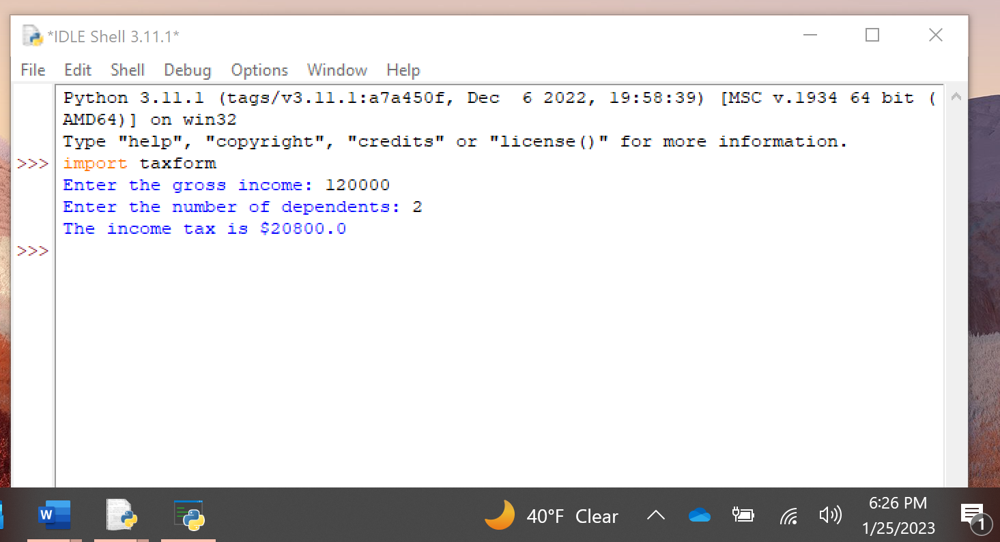 *IDLE Shell 3.11.1*
File Edit Shell Debug Options Window Help
Python 3.11.1 (tags/v3.11.1:a7a450f, Dec  6 2022, 19:58:39) [MSC v.1934 64 bit (
AMD64)] on win32
Type "help", "copyright", "credits" or "license()" for more information.
>>> import taxform
Enter the gross income: 120000
Enter the number of dependents: 2
The income tax is $20800.0
>>>
W 40°F Clear 6:26 PM
1/25/2023 1